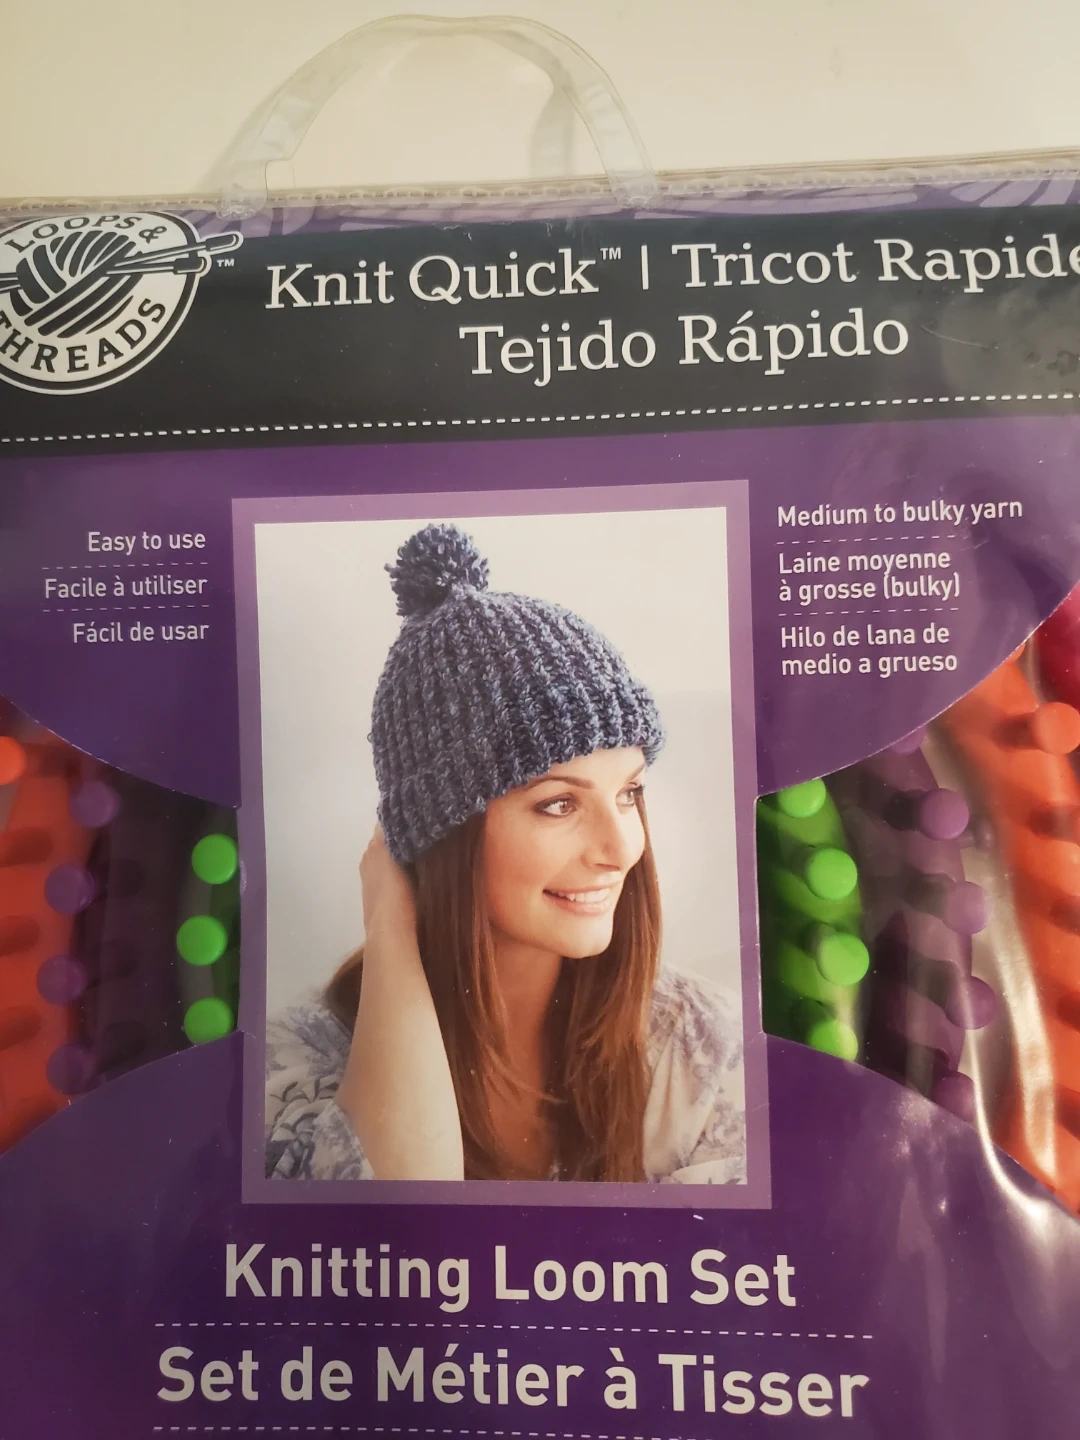 LOOPS &
THREADS™
Knit Quick™ | Tricot Rapide
Tejido Rápido
Easy to use
Facile à utiliser
Fácil de usar
Medium to bulky yarn
Laine moyenne
à grosse (bulky)
Hilo de lana de
medio a grueso
Knitting Loom Set
Set de Métier à Tisser